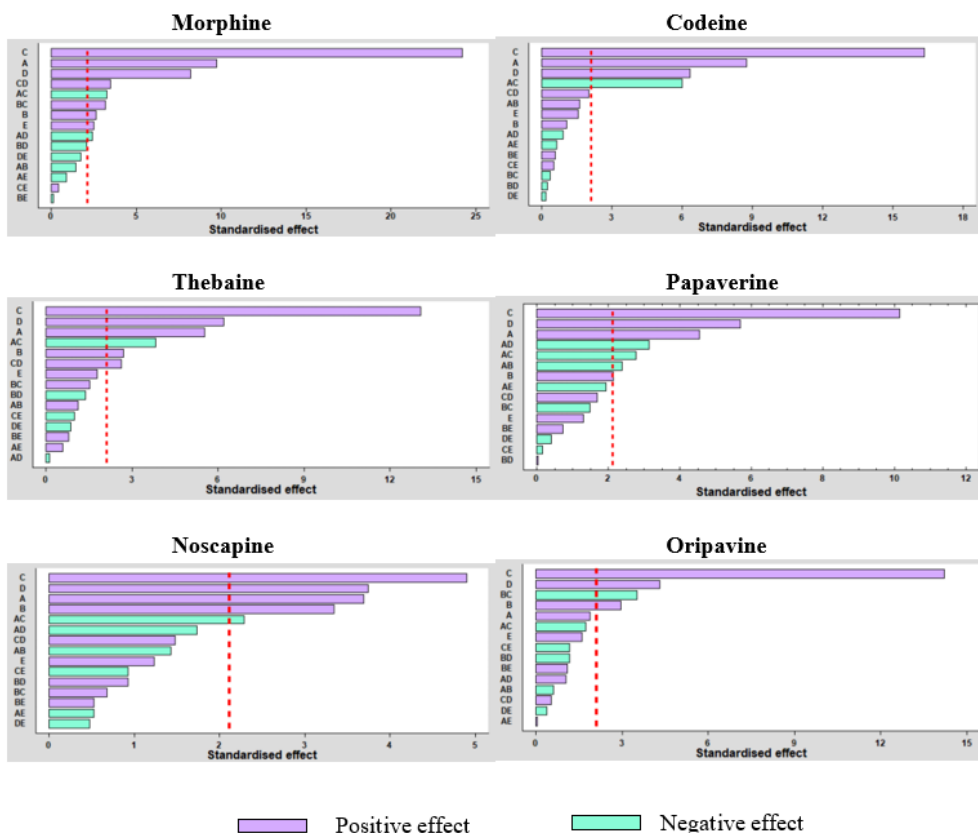 Morphine
C
A
D
CD
AC
BC
B
E
AD
BD
DE
AB
AE
CE
BE
0 5 10 15 20 25
Standardised effect
Codeine
C
A
D
AC
CD
AB
E
B
AD
AE
BE
CE
BC
BD
DE
0 3 6 9 12 15 18
Standardised effect
Thebaine
C
D
A
AC
B
CD
E
BC
BD
AB
CE
DE
BE
AE
AD
0 3 6 9 12 15
Standardised effect
Papaverine
C
D
A
AD
AC
AB
B
AE
CD
BC
E
BE
DE
CE
BD
0 2 4 6 8 10 12
Standardised effect
Noscapine
C
D
A
B
AC
AD
CD
AB
E
CE
BD
BC
BE
AE
DE
0 1 2 3 4 5
Standardised effect
Oripavine
C
D
BC
B
A
AC
E
CE
BD
BE
AD
AB
CD
DE
AE
0 3 6 9 12 15
Standardised effect
Positive effect Negative effect